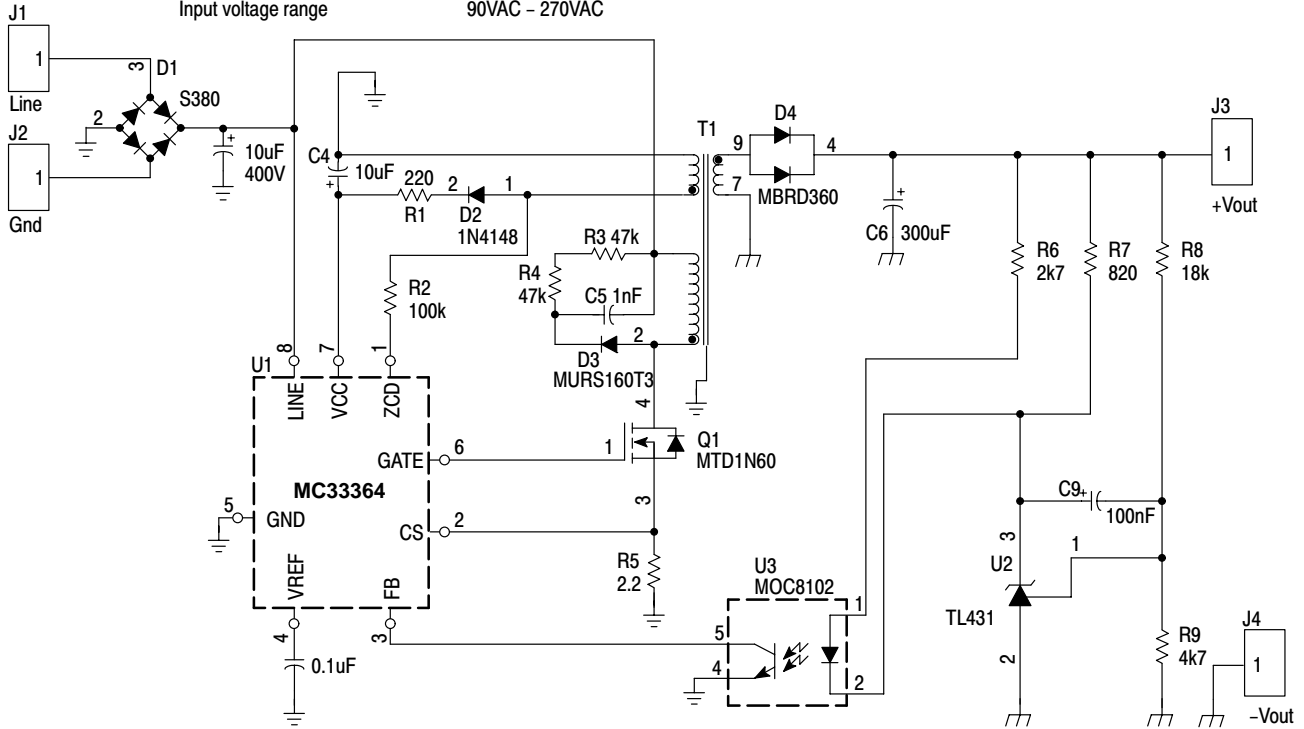 Input voltage range 90VAC – 270VAC
J1
1
Line
J2
1
Gnd
3
D1
S380
2
+
10uF
400V
C4
10uF
+
220
R1
2
D2
1N4148
1
R2
100k
T1
9
7
D4
4
MBRD360
+
C6 300uF
J3
1
+Vout
R3 47k
R4
47k
C5 1nF
D3
2
MURS160T3
4
R6
2k7
R7
820
R8
18k
U1
8
7
1
LINE
VCC
ZCD
GATE
6
1
Q1
MTD1N60
MC33364
3
5
GND
CS
2
VREF
FB
R5
2.2
4
3
0.1uF
U3
MOC8102
5
4
1
2
C9
+
100nF
3
U2
1
TL431
2
R9
4k7
J4
1
–Vout